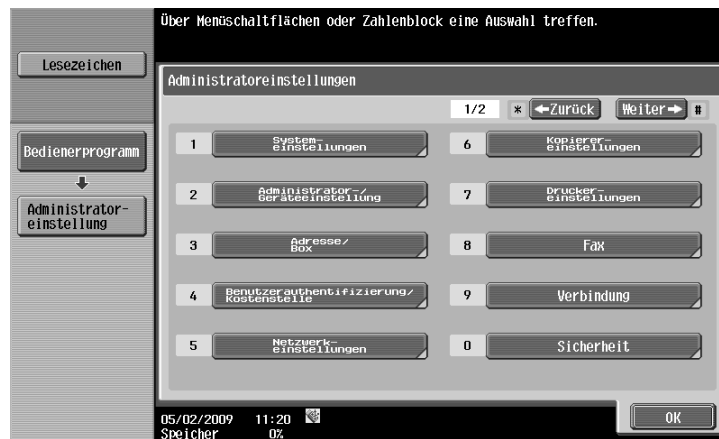 Über Menüschaltflächen oder Zahlenblock eine Auswahl treffen.
Lesezeichen
Administratoreinstellungen
1/2 * ←Zurück Weiter→ #
Bedienerprogramm
Administrator-
einstellung
1 System-
einstellungen
2 Administrator-/
Geräteeinstellung
3 Adresse/
Box
4 Benutzerauthentifizierung/
Kostenstelle
5 Netzwerk-
einstellungen
6 Kopierer-
einstellungen
7 Drucker-
einstellungen
8 Fax
9 Verbindung
0 Sicherheit
05/02/2009 11:20
Speicher 0%
OK